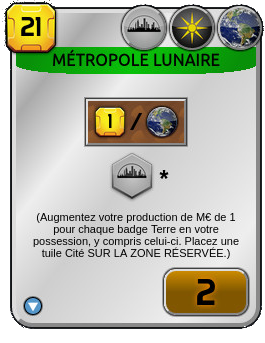 21
MÉTROPOLE LUNAIRE
1 /
*
(Augmentez votre production de M€ de 1
pour chaque badge Terre en votre
possession, y compris celui-ci. Placez une
tuile Cité SUR LA ZONE RÉSERVÉE.)
2